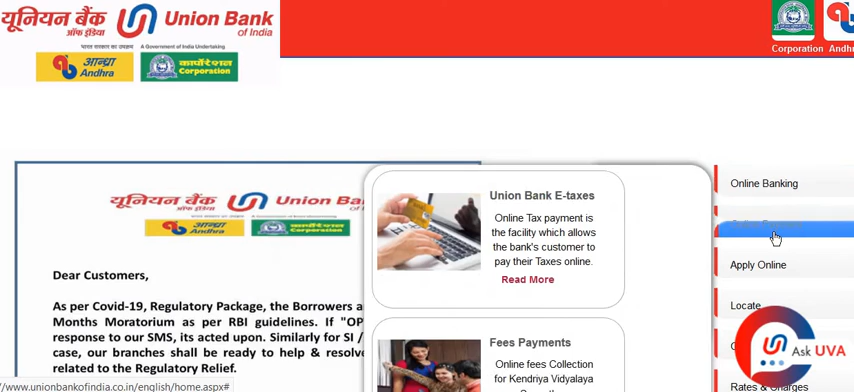 यूनियन बैंक
ऑफ इंडिया
Union Bank
of India
भारत सरकार का उपक्रम
A Government of India Undertaking
आन्ध्रा
Andhra
कार्पोरेशन
Corporation
Corporation
Andhr
यूनियन बैंक
ऑफ इंडिया
Union
आन्ध्रा
Andhra
Dear Customers,
As per Covid-19, Regulatory Package, the Borrowers a
Months Moratorium as per RBI guidelines. If "OP
response to our SMS, its acted upon. Similarly for SI /
case, our branches shall be ready to help & resolv
related to the Regulatory Relief.
Union Bank E-taxes
Online Tax payment is
the facility which allows
the bank's customer to
pay their Taxes online.
Read More
Fees Payments
Online fees Collection
for Kendriya Vidyalaya
Online Banking
Apply Online
Locate
Ask UVA
Rates & Charges
//www.unionbankofindia.co.in/english/home.aspx#